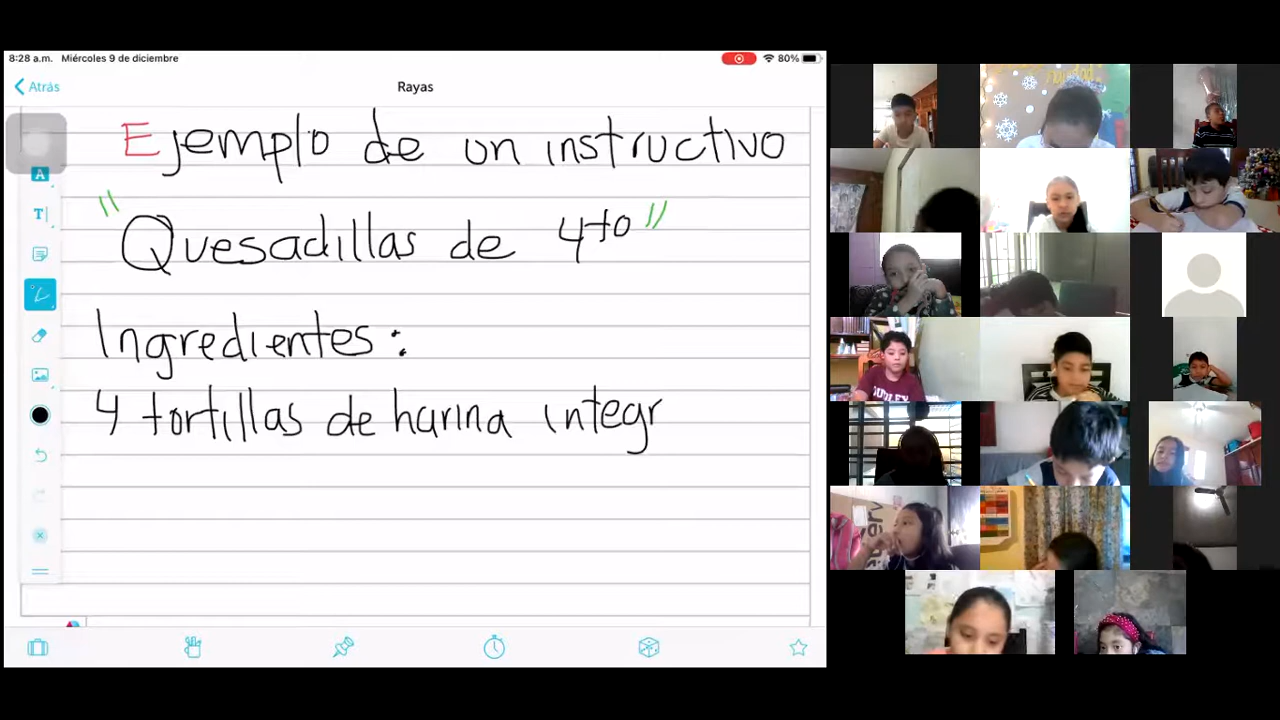 8:28 a.m. Miércoles 9 de diciembre
80%
Atrás
Rayas
Ejemplo de un instructivo
"Quesadillas de 4to"
Ingredientes:
4 tortillas de harina integr